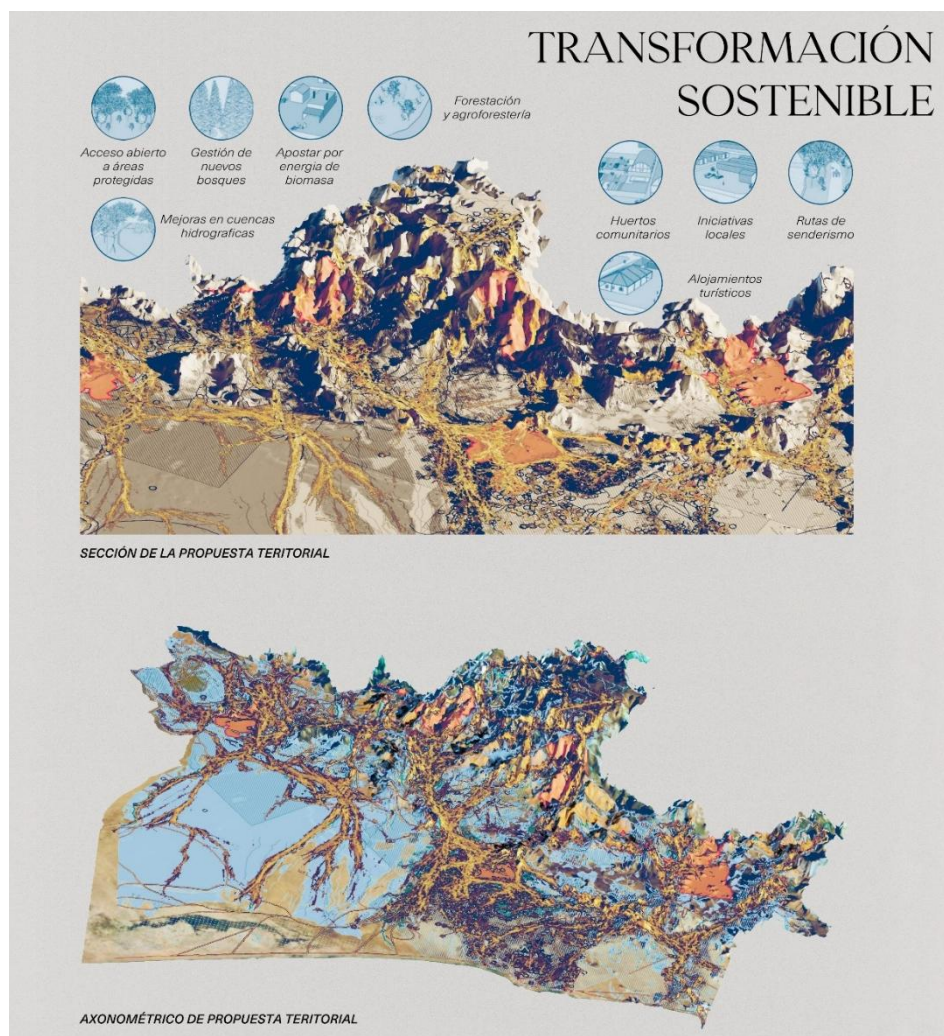 TRANSFORMACIÓN
SOSTENIBLE
Acceso abierto
a áreas
protegidas
Gestión de
nuevos
bosques
Apostar por
energia de
biomasa
Forestación
y agroforestería
Mejoras en cuencas
hidrograficas
Huertos
comunitarios
Iniciativas
locales
Rutas de
senderismo
Alojamientos
turísticos
SECCIÓN DE LA PROPUESTA TERITORIAL
AXONOMÉTRICO DE PROPUESTA TERITORIAL